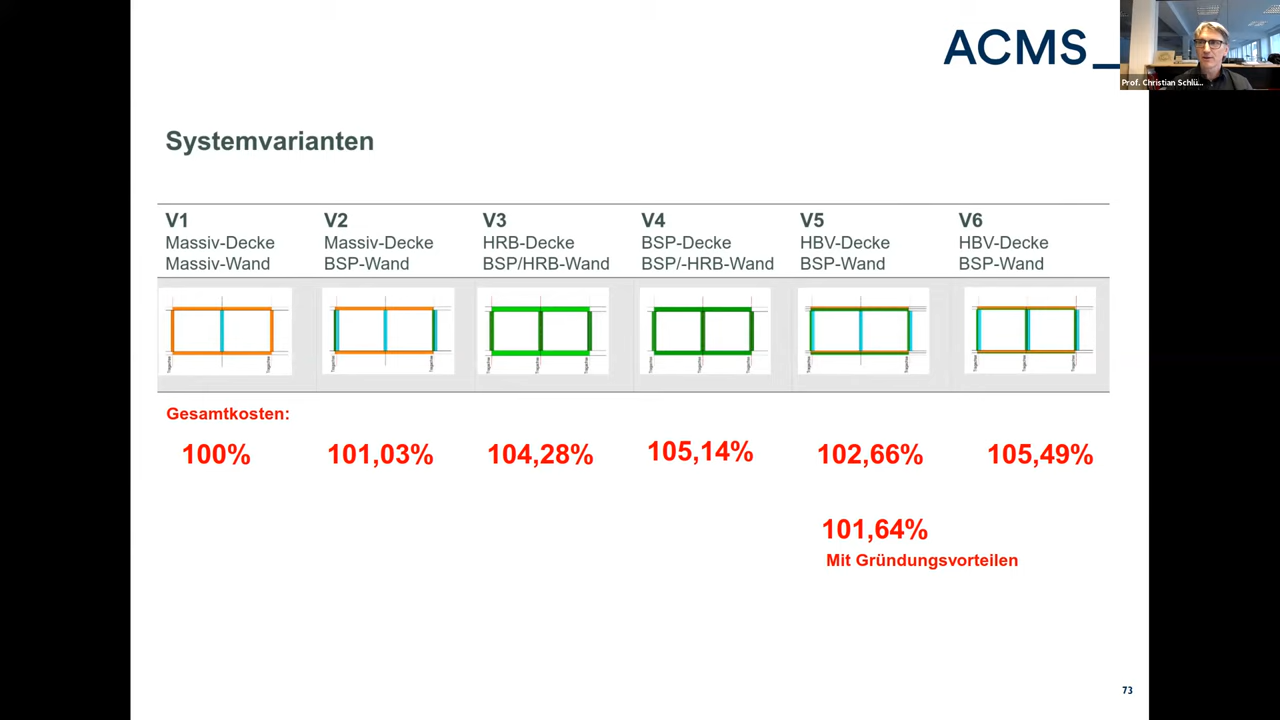 ACMS_
Prof. Christian Schlü...
Systemvarianten
V1
Massiv-Decke
Massiv-Wand
V2
Massiv-Decke
BSP-Wand
V3
HRB-Decke
BSP/HRB-Wand
V4
BSP-Decke
BSP/-HRB-Wand
V5
HBV-Decke
BSP-Wand
V6
HBV-Decke
BSP-Wand
Gesamtkosten:
100%
101,03%
104,28%
105,14%
102,66%
105,49%
101,64%
Mit Gründungsvorteilen
73